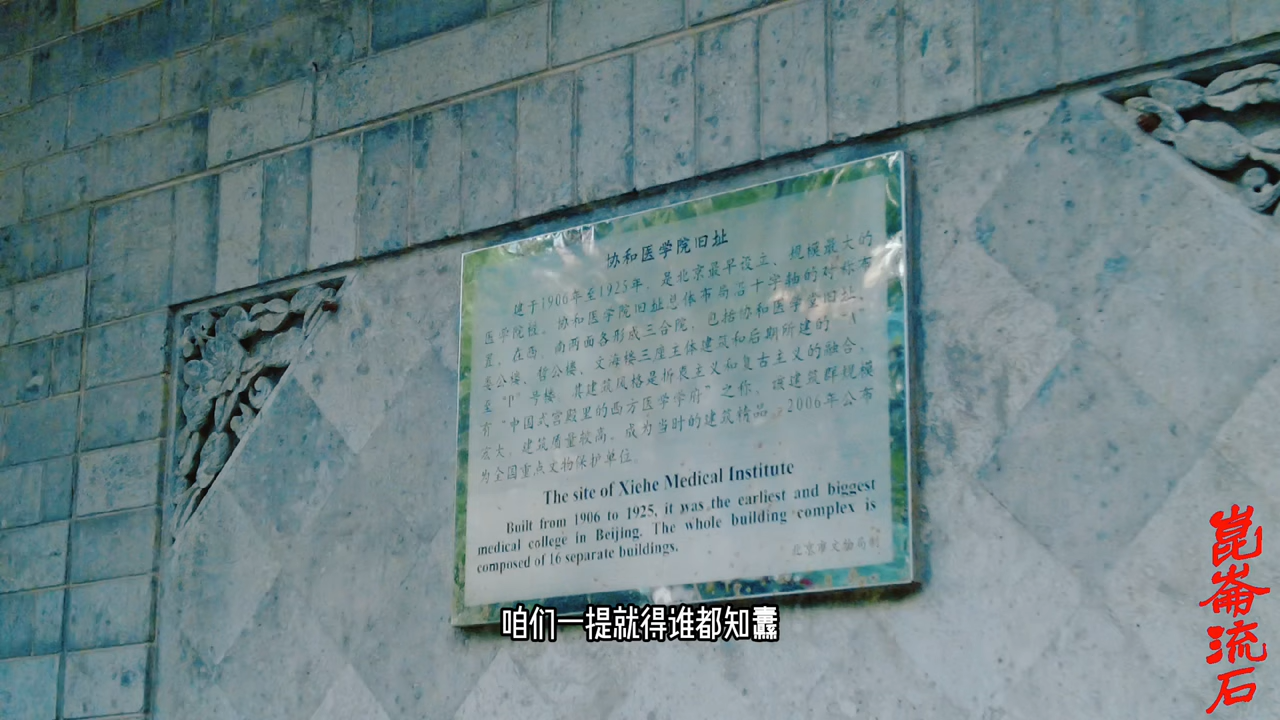 协和医学院旧址
建于1906年至1925年,是北京最早设立、规模最大的
医学院校。协和医学院旧址总体布局沿十字轴的对称布
置,在西、南两面各形成三合院,包括协和医学堂旧址、
娄公楼、哲公楼、文海楼三座主体建筑和后期所建的“A”
至“P”号楼。其建筑风格是折衷主义和复古主义的融合,
有“中国式宫殿里的西方医学学府”之称。该建筑群规模
宏大,建筑质量较高,成为当时的建筑精品。2006年公布
为全国重点文物保护单位。
The site of Xiehe Medical Institute
Built from 1906 to 1925, it was the earliest and biggest
medical college in Beijing. The whole building complex is
composed of 16 separate buildings.
北京市文物局制
咱们一提就得谁都知纛
崑崙流石